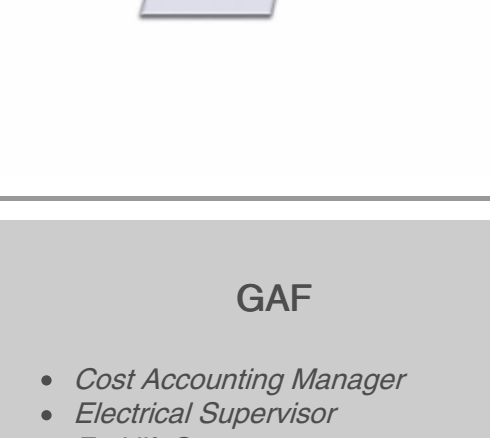 GAF
• Cost Accounting Manager
• Electrical Supervisor